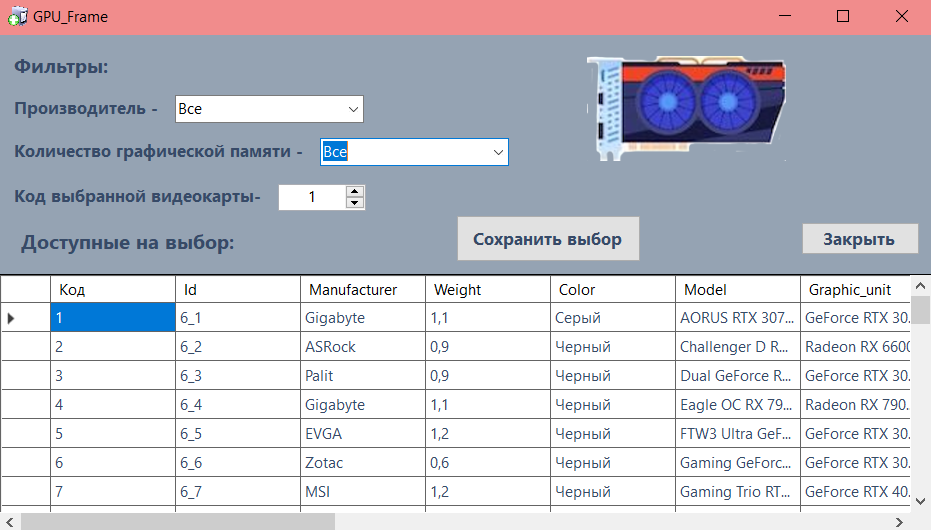 GPU_Frame
Фильтры:
Производитель - Все
Количество графической памяти - Все
Код выбранной видеокарты- 1
Доступные на выбор: Сохранить выбор Закрыть
Код Id Manufacturer Weight Color Model Graphic_unit
1 6_1 Gigabyte 1,1 Серый AORUS RTX 307... GeForce RTX 30.
2 6_2 ASRock 0,9 Черный Challenger D R... Radeon RX 6600
3 6_3 Palit 0,9 Черный Dual GeForce R... GeForce RTX 30.
4 6_4 Gigabyte 1,1 Черный Eagle OC RX 79... Radeon RX 790.
5 6_5 EVGA 1,2 Черный FTW3 Ultra GeF... GeForce RTX 30.
6 6_6 Zotac 0,6 Черный Gaming GeForc... GeForce RTX 30.
7 6_7 MSI 1,2 Черный Gaming Trio RT... GeForce RTX 40.